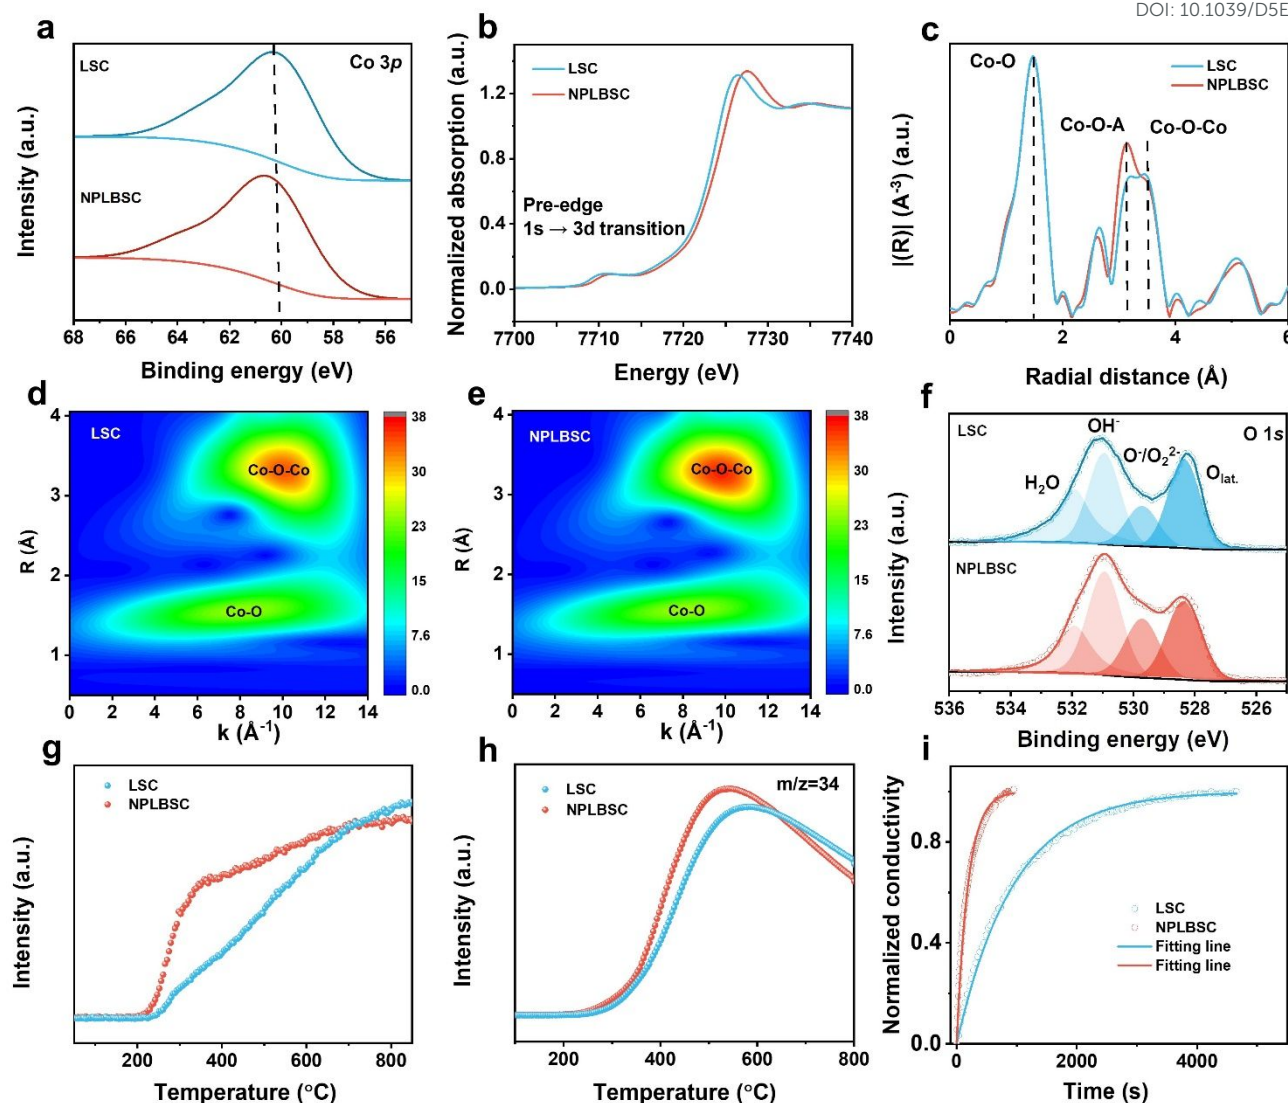 DOI: 10.1039/D5E
a
LSC
Co 3p
NPLBSC
Intensity (a.u.)
68 66 64 62 60 58 56
Binding energy (eV)
b
LSC
NPLBSC
Pre-edge
1s → 3d transition
Normalized absorption (a.u.)
1.2
0.8
0.4
0.0
7700 7710 7720 7730 7740
Energy (eV)
c
Co-O
LSC
NPLBSC
Co-O-A
Co-O-Co
|(R)| (A⁻³) (a.u.)
0 1 2 3 4 5 6
Radial distance (Å)
d
LSC
Co-O-Co
Co-O
R (Å)
4
3
2
1
0 2 4 6 8 10 12 14
k (Å⁻¹)
38
30
23
15
7.6
0.0
e
NPLBSC
Co-O-Co
Co-O
R (Å)
4
3
2
1
0 2 4 6 8 10 12 14
k (Å⁻¹)
38
30
23
15
7.6
0.0
f
LSC
OH⁻
O 1s
O⁻/O₂²⁻
H₂O
Olat.
NPLBSC
Intensity (a.u.)
536 534 532 530 528 526
Binding energy (eV)
g
LSC
NPLBSC
Intensity (a.u.)
200 400 600 800
Temperature (°C)
h
LSC
NPLBSC
m/z=34
Intensity (a.u.)
200 400 600 800
Temperature (°C)
i
Normalized conductivity
0.8
0.4
0.0
LSC
NPLBSC
Fitting line
Fitting line
0 2000 4000
Time (s)